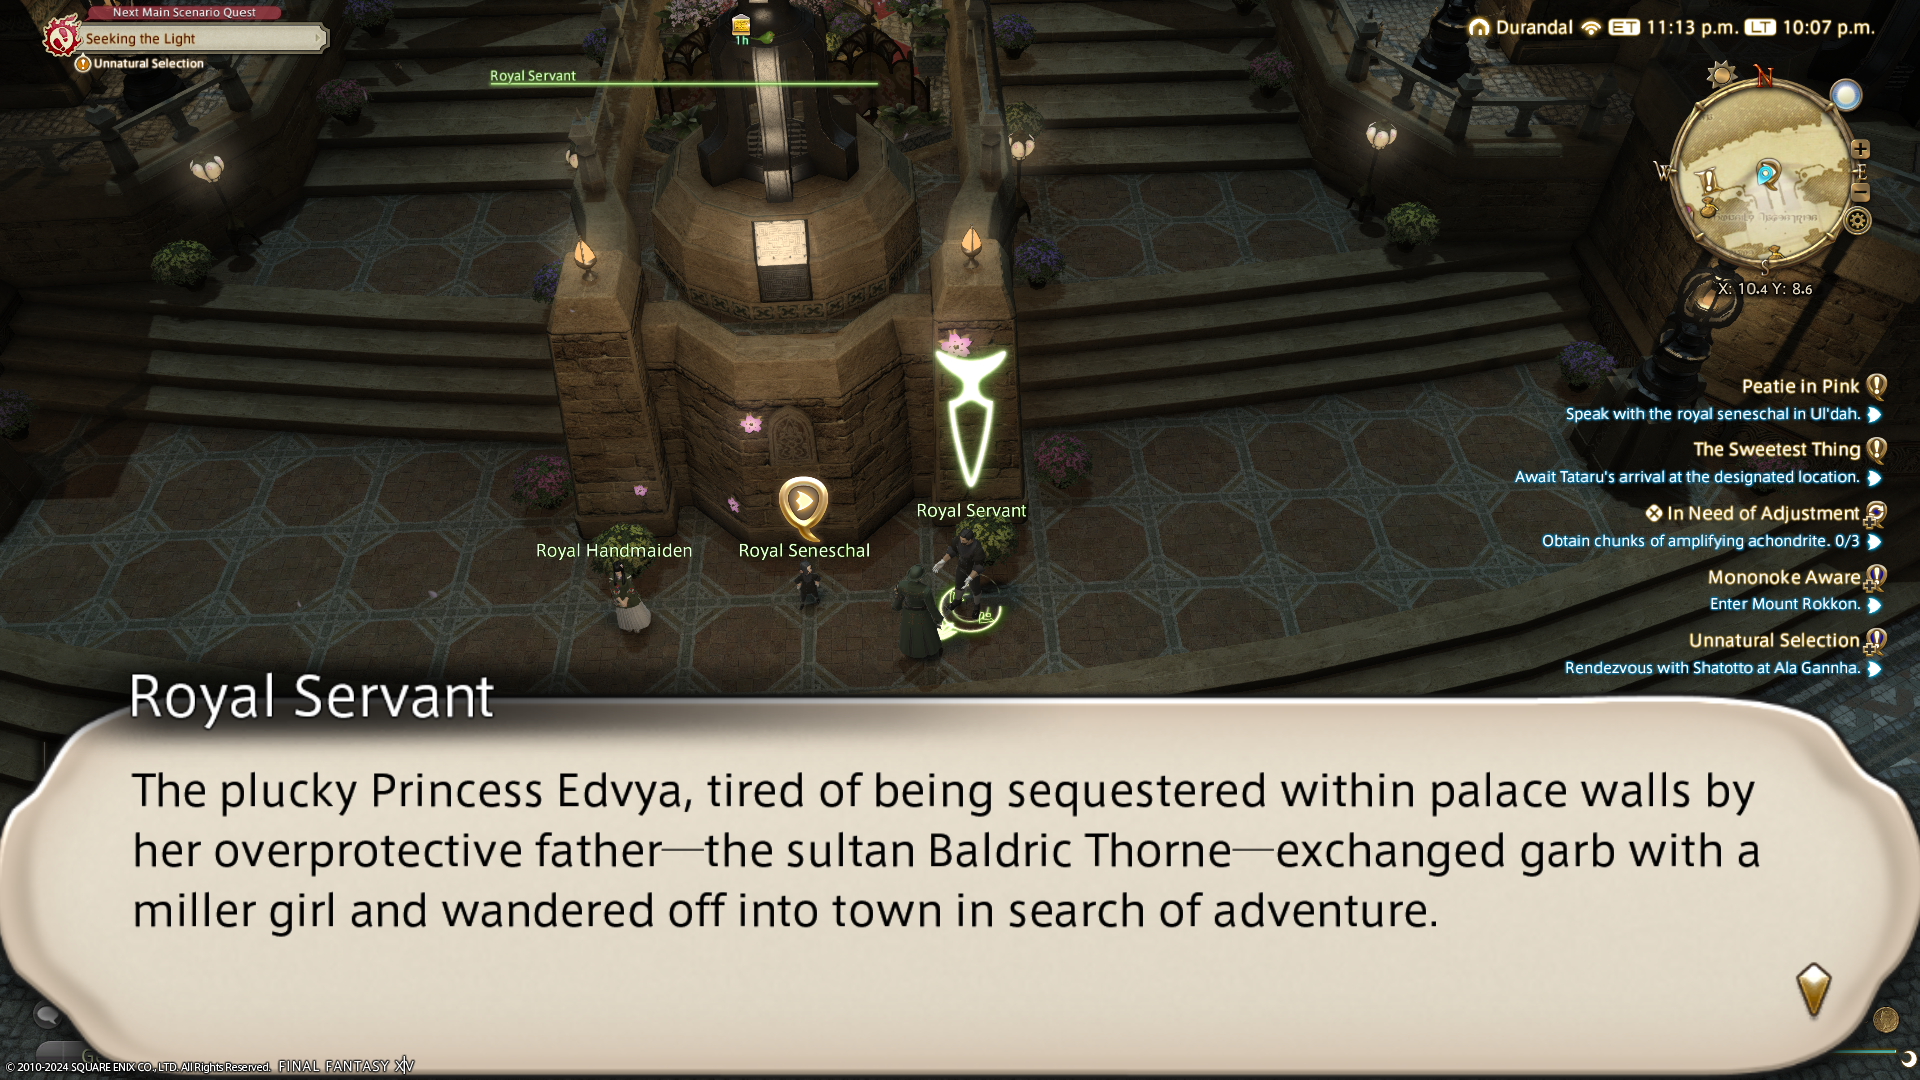 Next Main Scenario Quest
Seeking the Light
Unnatural Selection
1h
Royal Servant
Durandal ET 11:13 p.m. LT 10:07 p.m.
N
W
E
S
X: 10.4 Y: 8.6
Peatie in Pink
Speak with the royal seneschal in Ul'dah.
The Sweetest Thing
Await Tataru's arrival at the designated location.
In Need of Adjustment
Obtain chunks of amplifying achondrite. 0/3
Mononoke Aware
Enter Mount Rokkon.
Unnatural Selection
Rendezvous with Shatotto at Ala Gannha.
Royal Servant
Royal Handmaiden
Royal Seneschal
Royal Servant
The plucky Princess Edvya, tired of being sequestered within palace walls by
her overprotective father—the sultan Baldric Thorne—exchanged garb with a
miller girl and wandered off into town in search of adventure.
© 2010-2024 SQUARE ENIX CO., LTD. All Rights Reserved. FINAL FANTASY XIV